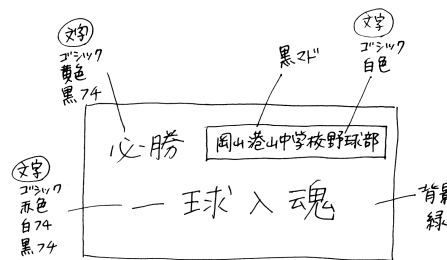 文字
ゴシック
黄色
黒フチ
黒マド
文字
ゴシック
白色
必勝
岡山港山中学校野球部
文字
ゴシック
赤色
白フチ
黒フチ
一球入魂
背景
緑